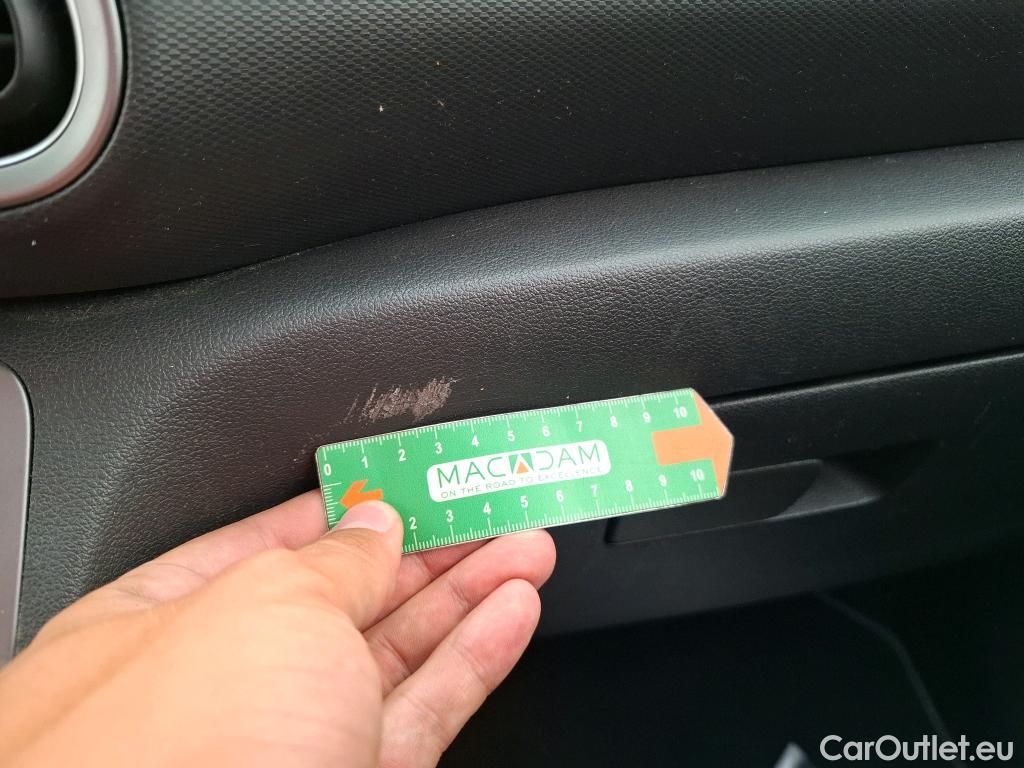 0 1 2 3 4 5 6 7 8 9 10
MACADAM
ON THE ROAD TO EXCELLENCE
2 3 4 5 6 7 8 9 10
CarOutlet.eu